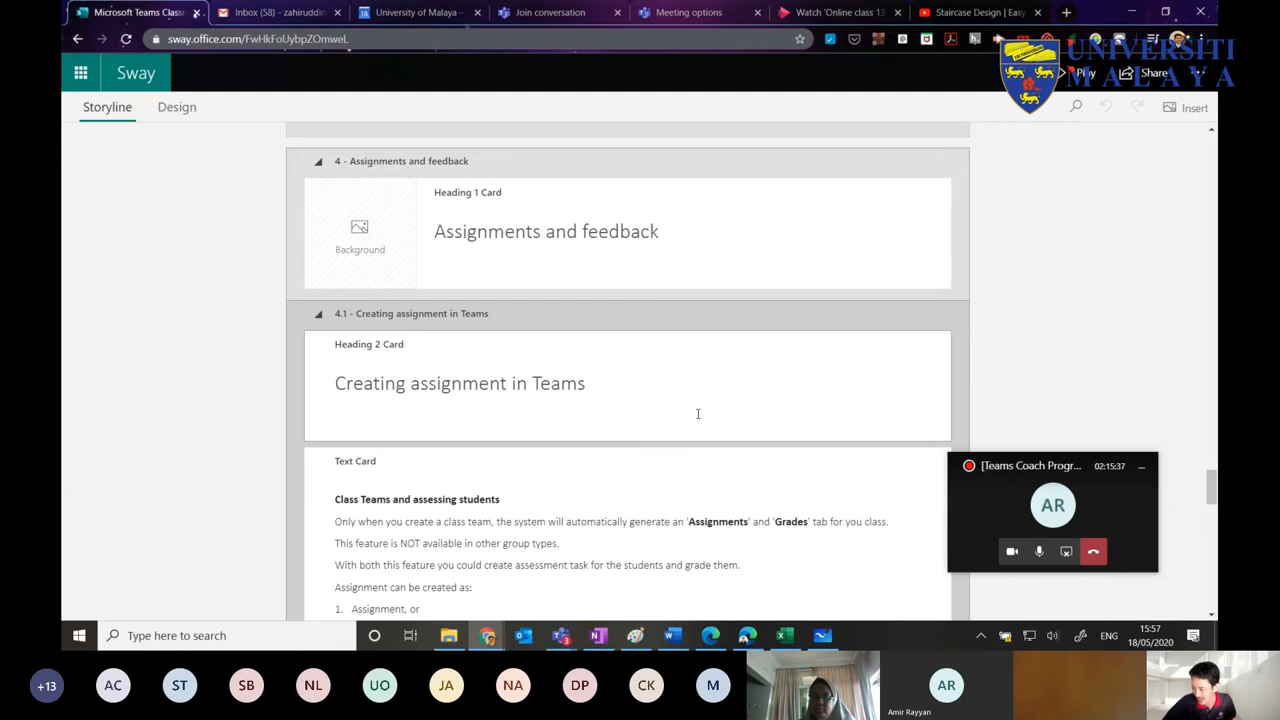 Microsoft Teams Class
Inbox (58) - zahiruddin
University of Malaya -
Join conversation
Meeting options
Watch 'Online class 13
Staircase Design | Easy
sway.office.com/FwHkFoUybpZOmweL
UNIVERSITI
MALAYA
Sway
Play
Share
Storyline
Design
Insert
4 - Assignments and feedback
Heading 1 Card
Assignments and feedback
Background
4.1 - Creating assignment in Teams
Heading 2 Card
Creating assignment in Teams
Text Card
Class Teams and assessing students
Only when you create a class team, the system will automatically generate an 'Assignments' and 'Grades' tab for you class.
This feature is NOT available in other group types.
With both this feature you could create assessment task for the students and grade them.
Assignment can be created as:
1. Assignment, or
[Teams Coach Progr...
02:15:37
AR
Type here to search
ENG
15:57
18/05/2020
+13
AC
ST
SB
NL
UO
JA
NA
DP
CK
M
AR
Amir Rayyan